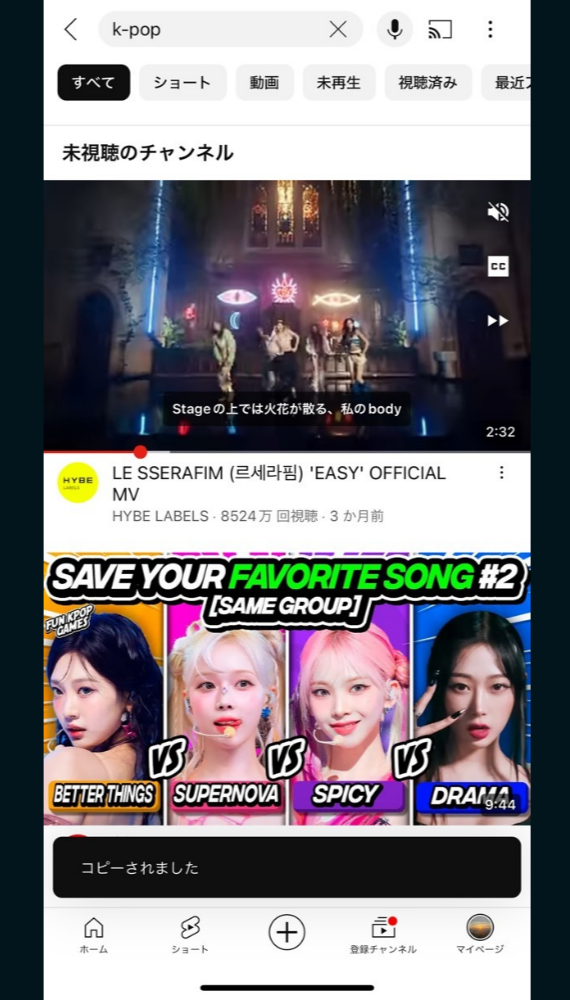 k-pop
すべて
ショート
動画
未再生
視聴済み
最近ア
未視聴のチャンネル
CC
Stageの上では火花が散る、私のbody
2:32
HYBE
LABELS
LE SSERAFIM (르세라핌) 'EASY' OFFICIAL
MV
HYBE LABELS · 8524万 回視聴 · 3 か月前
SAVE YOUR FAVORITE SONG #2
[SAME GROUP]
FUN KPOP
GAMES
VS
VS
VS
BETTER THINGS
SUPERNOVA
SPICY
DRAMA
9:44
コピーされました
ホーム
ショート
登録チャンネル
マイページ